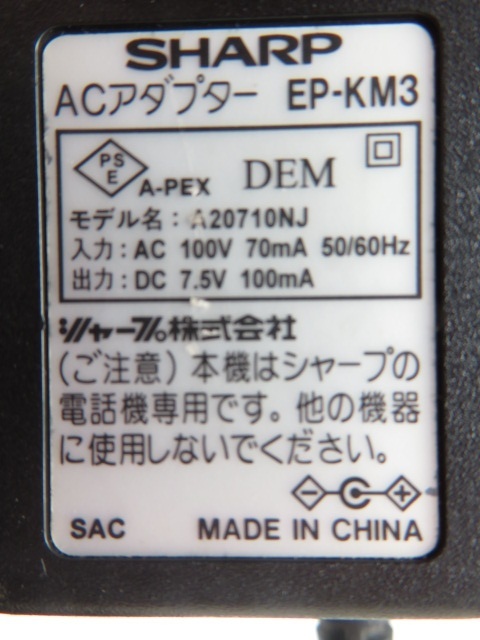 SHARP
ACアダプター EP-KM3
PS
E
A-PEX DEM
モデル名：A20710NJ
入力：AC 100V 70mA 50/60Hz
出力：DC 7.5V 100mA
シャープ株式会社
(ご注意) 本機はシャープの
電話機専用です。他の機器
に使用しないでください。
SAC MADE IN CHINA